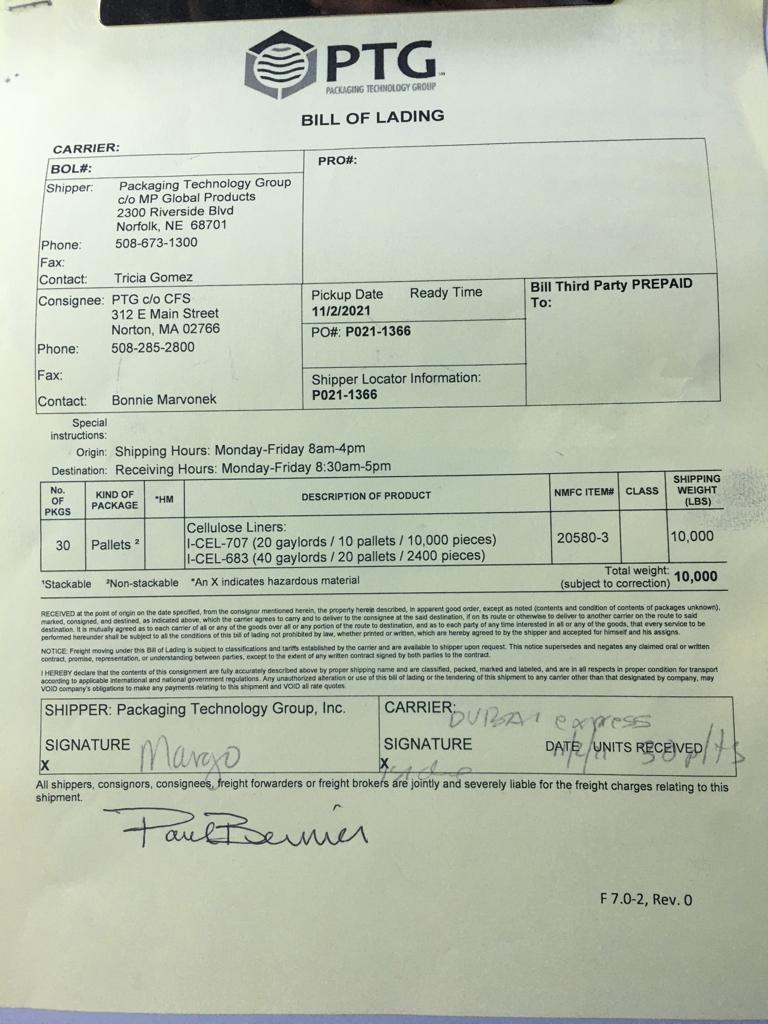 PTG
PACKAGING TECHNOLOGY GROUP
BILL OF LADING
CARRIER:
BOL#:
PRO#:
Shipper: Packaging Technology Group
c/o MP Global Products
2300 Riverside Blvd
Norfolk, NE 68701
Phone: 508-673-1300
Fax:
Contact: Tricia Gomez
Consignee: PTG c/o CFS
312 E Main Street
Norton, MA 02766
Phone: 508-285-2800
Fax:
Contact: Bonnie Marvonek
Pickup Date Ready Time
11/2/2021
PO#: P021-1366
Shipper Locator Information:
P021-1366
Bill Third Party PREPAID
To:
Special
instructions:
Origin: Shipping Hours: Monday-Friday 8am-4pm
Destination: Receiving Hours: Monday-Friday 8:30am-5pm
No. OF PKGS KIND OF PACKAGE *HM DESCRIPTION OF PRODUCT NMFC ITEM# CLASS SHIPPING WEIGHT (LBS)
30 Pallets ² Cellulose Liners: 20580-3 10,000
I-CEL-707 (20 gaylords / 10 pallets / 10,000 pieces)
I-CEL-683 (40 gaylords / 20 pallets / 2400 pieces)
¹Stackable ²Non-stackable *An X indicates hazardous material
Total weight: 10,000
(subject to correction)
RECEIVED at the point of origin on the date specified, from the consignor mentioned herein, the property herein described, in apparent good order, except as noted (contents and condition of contents of packages unknown),
marked, consigned, and destined, as indicated above, which the carrier agrees to carry and to deliver to the consignee at the said destination, if on its route or otherwise to deliver to another carrier on the route to said
destination. It is mutually agreed as to each carrier of all or any of the goods over all or any portion of the route to destination, and as to each party of any time interested in all or any of the goods, that every service to be
performed hereunder shall be subject to all the conditions of this bill of lading not prohibited by law, whether printed or written, which are hereby agreed to by the shipper and accepted for himself and his assigns.
NOTICE: Freight moving under this Bill of Lading is subject to classifications and tariffs established by the carrier and are available to shipper upon request. This notice supersedes and negates any claimed oral or written
contract, promise, representation, or understanding between parties, except to the extent of any written contract signed by both parties to the contract.
I HEREBY declare that the contents of this consignment are fully accurately described above by proper shipping name and are classified, packed, marked and labeled, and are in all respects in proper condition for transport
according to applicable international and national government regulations. Any unauthorized alteration or use of this bill of lading or the tendering of this shipment to any carrier other than that designated by company, may
VOID company's obligations to make any payments relating to this shipment and VOID all rate quotes.
SHIPPER: Packaging Technology Group, Inc.
SIGNATURE Margo
X
CARRIER: express
SIGNATURE DATE UNITS RECEIVED 30 plts
X
All shippers, consignors, consignees, freight forwarders or freight brokers are jointly and severely liable for the freight charges relating to this
shipment.
Paul Bernier
F 7.0-2, Rev. 0